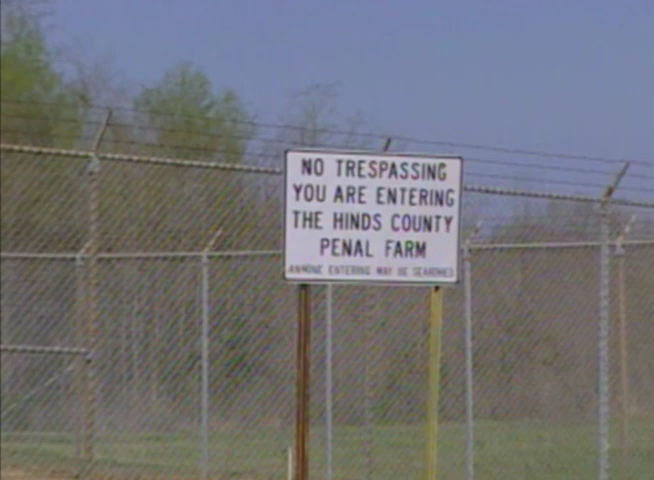 NO TRESPASSING
YOU ARE ENTERING
THE HINDS COUNTY
PENAL FARM
ANYONE ENTERING MAY BE SEARCHED